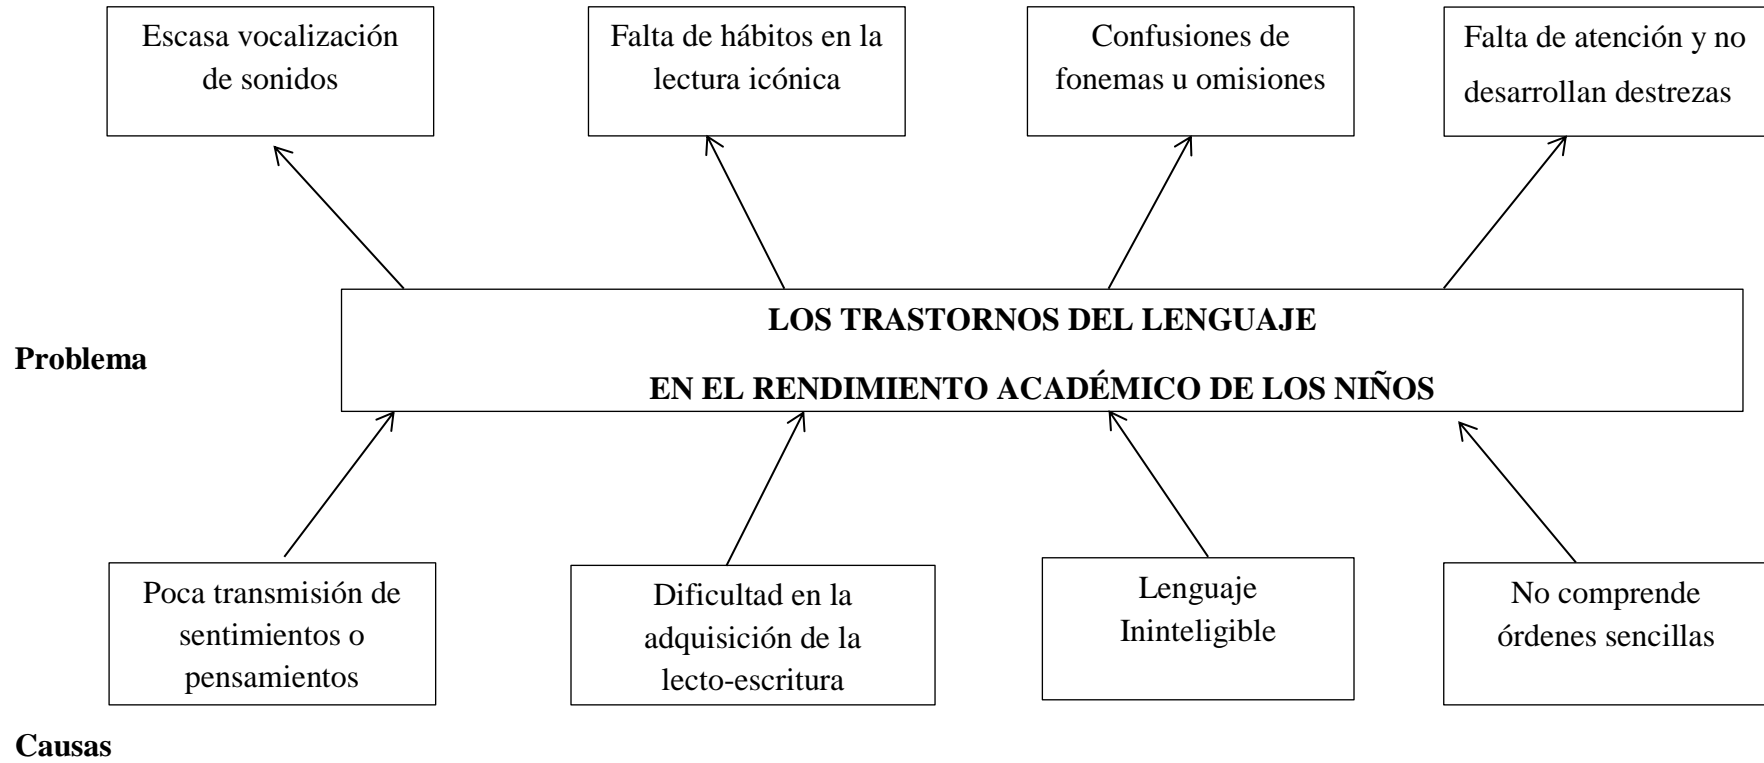 Escasa vocalización
de sonidos
Falta de hábitos en la
lectura icónica
Confusiones de
fonemas u omisiones
Falta de atención y no
desarrollan destrezas
LOS TRASTORNOS DEL LENGUAJE
EN EL RENDIMIENTO ACADÉMICO DE LOS NIÑOS
Problema
Poca transmisión de
sentimientos o
pensamientos
Dificultad en la
adquisición de la
lecto-escritura
Lenguaje
Ininteligible
No comprende
órdenes sencillas
Causas